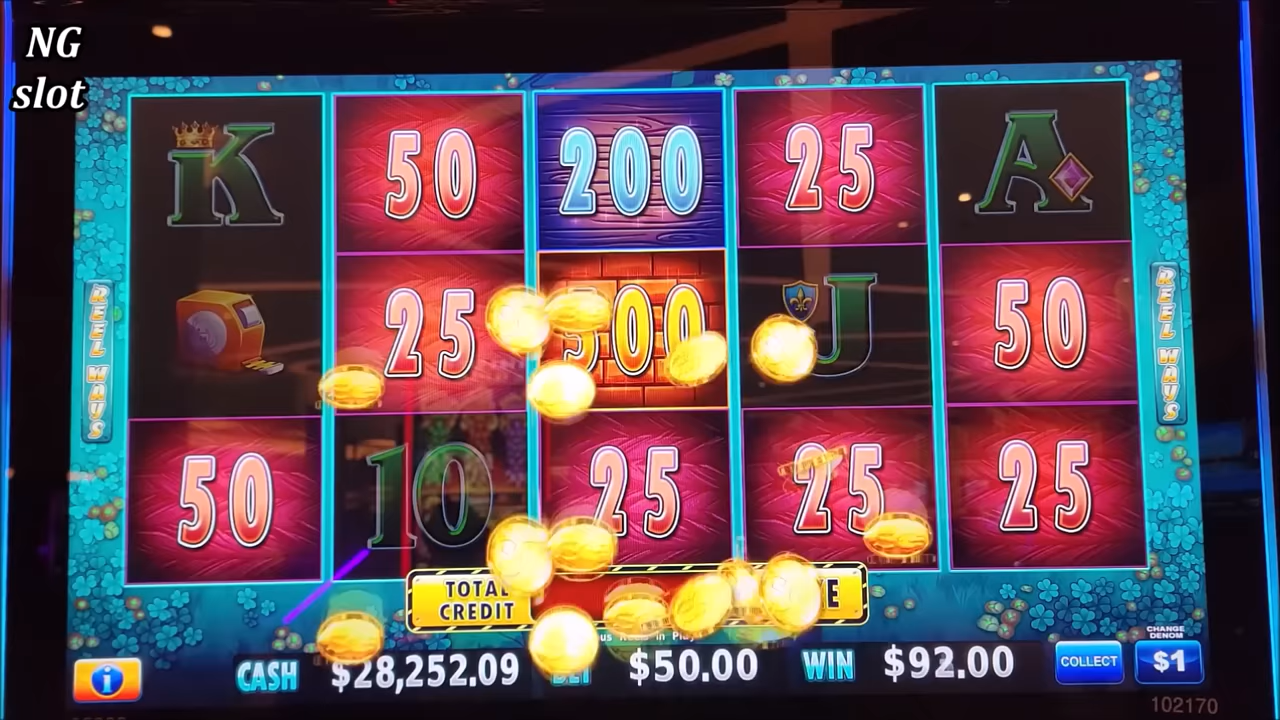 NG
slot
K 50 200 25 A
25 J 50
50 10 25 25 25
REEL WAYS
REEL WAYS
TOTAL
CREDIT
CASH $28,252.09 BET $50.00 WIN $92.00
COLLECT
CHANGE
DENOM
$1
102170